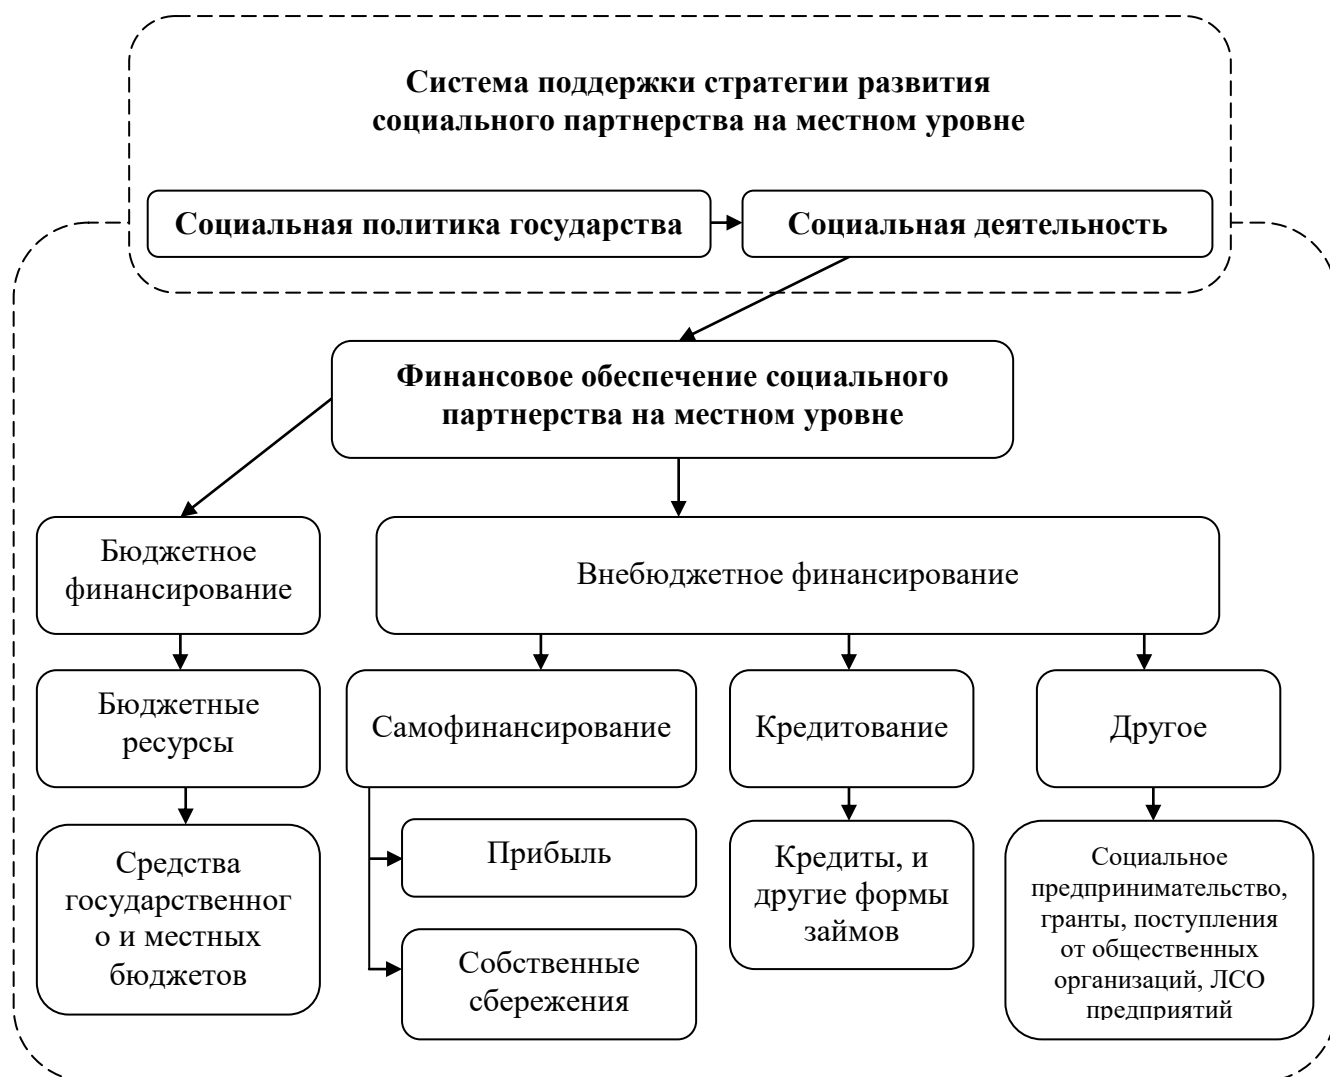 Система поддержки стратегии развития
социального партнерства на местном уровне
Социальная политика государства
Социальная деятельность
Финансовое обеспечение социального
партнерства на местном уровне
Бюджетное
финансирование
Внебюджетное финансирование
Бюджетные
ресурсы
Самофинансирование
Кредитование
Другое
Средства
государственног
о и местных
бюджетов
Прибыль
Собственные
сбережения
Кредиты, и
другие формы
займов
Социальное
предпринимательство,
гранты, поступления
от общественных
организаций, ЛСО
предприятий